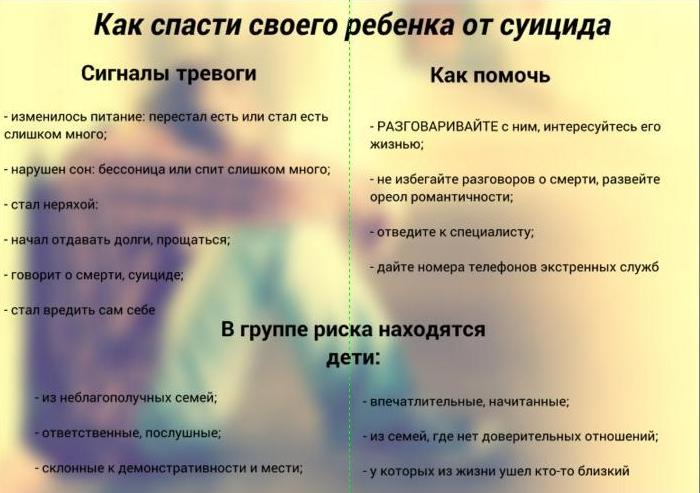 Как спасти своего ребенка от суицида
Сигналы тревоги
- изменилось питание: перестал есть или стал есть
слишком много;
- нарушен сон: бессоница или спит слишком много;
- стал неряхой:
- начал отдавать долги, прощаться;
- говорит о смерти, суициде;
- стал вредить сам себе
Как помочь
- РАЗГОВАРИВАЙТЕ с ним, интересуйтесь его
жизнью;
- не избегайте разговоров о смерти, развейте
ореол романтичности;
- отведите к специалисту;
- дайте номера телефонов экстренных служб
В группе риска находятся
дети:
- из неблагополучных семей;
- ответственные, послушные;
- склонные к демонстративности и мести;
- впечатлительные, начитанные;
- из семей, где нет доверительных отношений;
- у которых из жизни ушел кто-то близкий